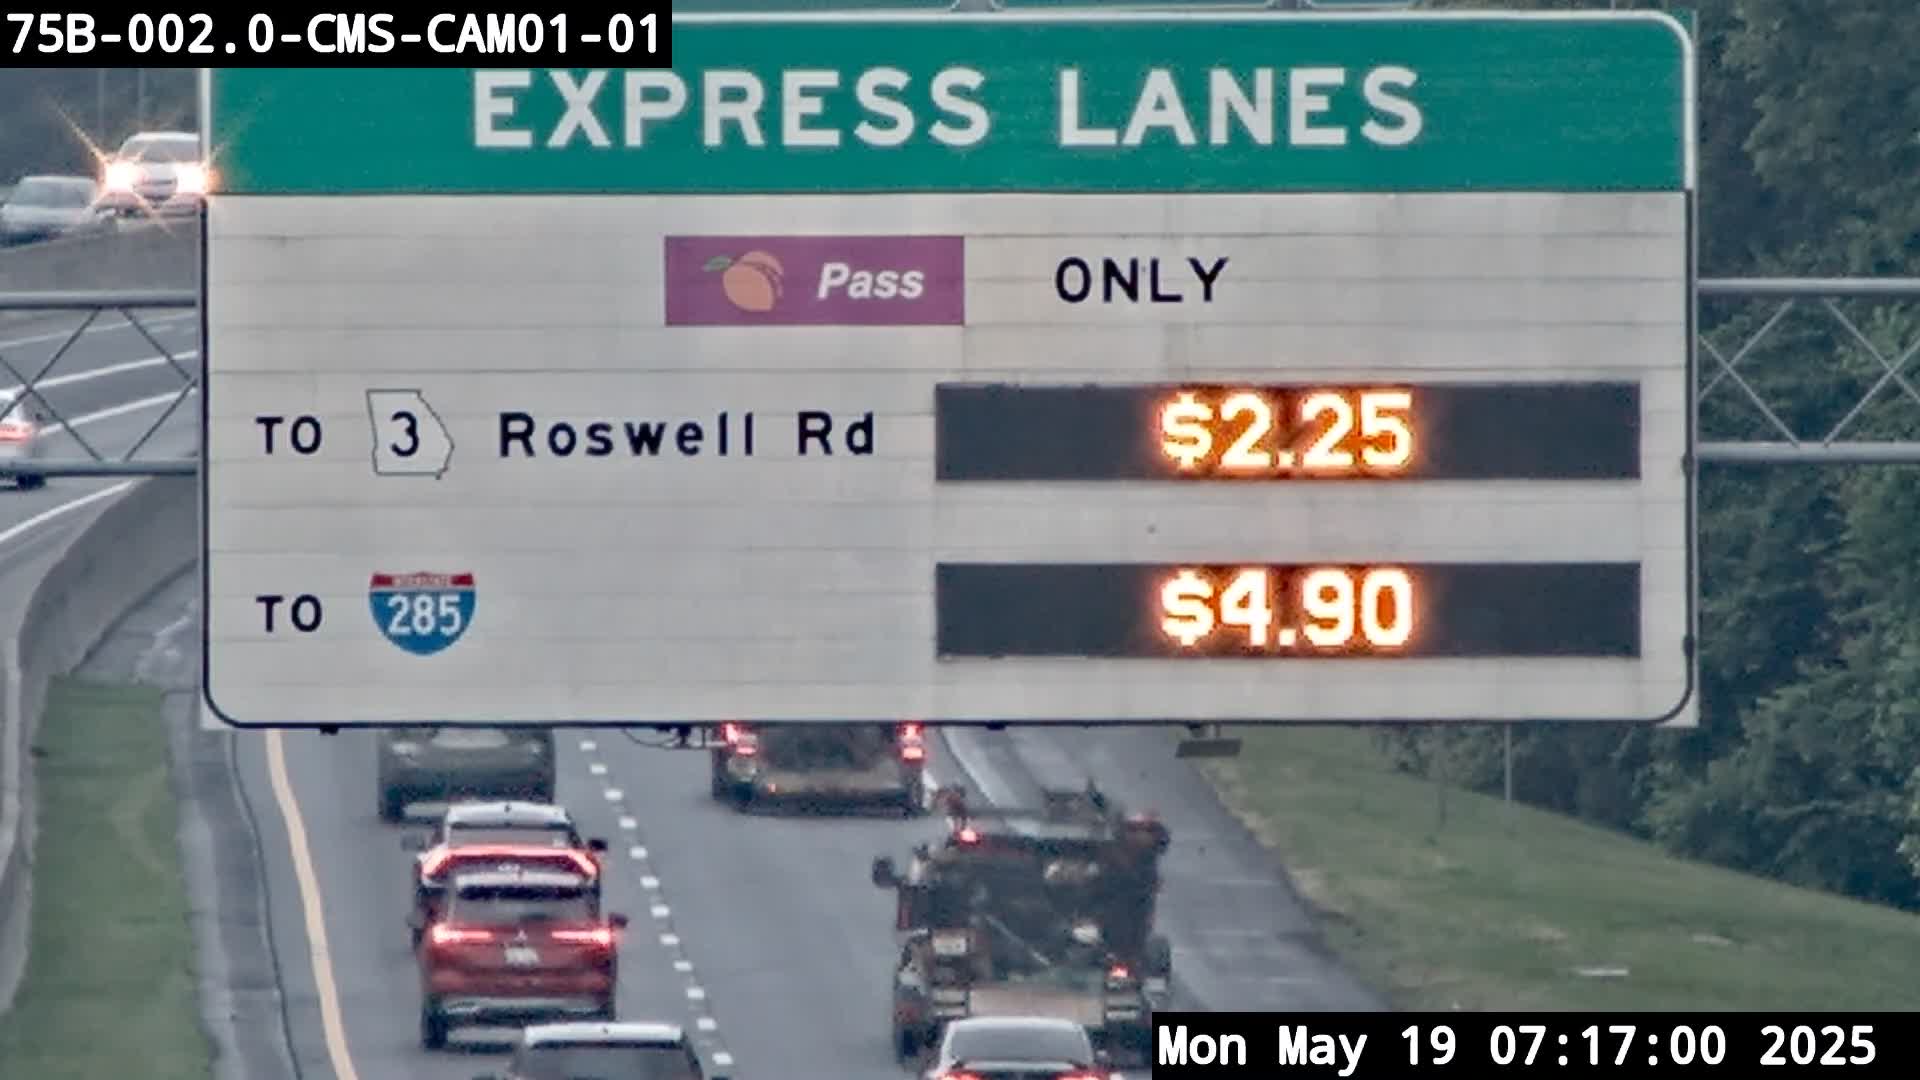 75B-002.0-CMS-CAM01-01
EXPRESS LANES
Pass ONLY
TO 3 Roswell Rd $2.25
TO 285 $4.90
Mon May 19 07:17:00 2025